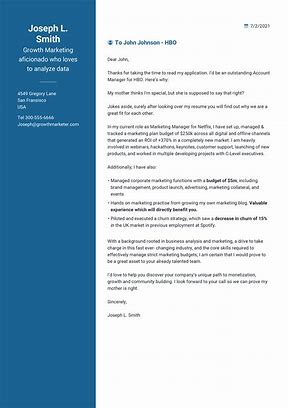 Joseph L.
Smith
Growth Marketing
aficionado who loves
to analyze data
4549 Gregory Lane
San Fransisco
USA
Tel 300-555-6666
Joseph@growthmarketer.com
7/2/2021
To John Johnson - HBO
Dear John,
Thanks for taking the time to read my application. I'd be an outstanding Account
Manager for HBO. Here's why:
My mother thinks I'm special, but she is supposed to say that right?
Jokes aside, surely after looking over my resume you will find out why we are a
great fit for each other.
In my current role as Marketing Manager for Netflix, I have set up, managed &
tracked a marketing plan budget of $250k across all digital and offline channels
that generated an ROI of +370% in a completely new market. I am heavily
involved in webinars, hackathons, keynotes, customer support, launching of new
products, and worked in multiple developing projects with C-Level executives.
Additionally, I have also:
• Managed corporate marketing functions with a budget of $5m, including
brand management, product launch, advertising, marketing collateral, and
events
• Hands on marketing practice from growing my own marketing blog. Valuable
experience which will directly benefit you.
• Piloted and executed a churn strategy, which saw a decrease in churn of 15%
in the UK market in previous employment at Spotify.
With a background rooted in business analysis and marketing, a drive to take
charge in this fast ever- changing industry, and the core skills required to
effectively manage strict marketing budgets; I am certain that I would prove to
be a great asset to your already talented team.
I'd love to help you discover your company's unique path to monetization,
growth and community building. I look forward to your call so we can prove my
might.
Sincerely,
Joseph L. Smith